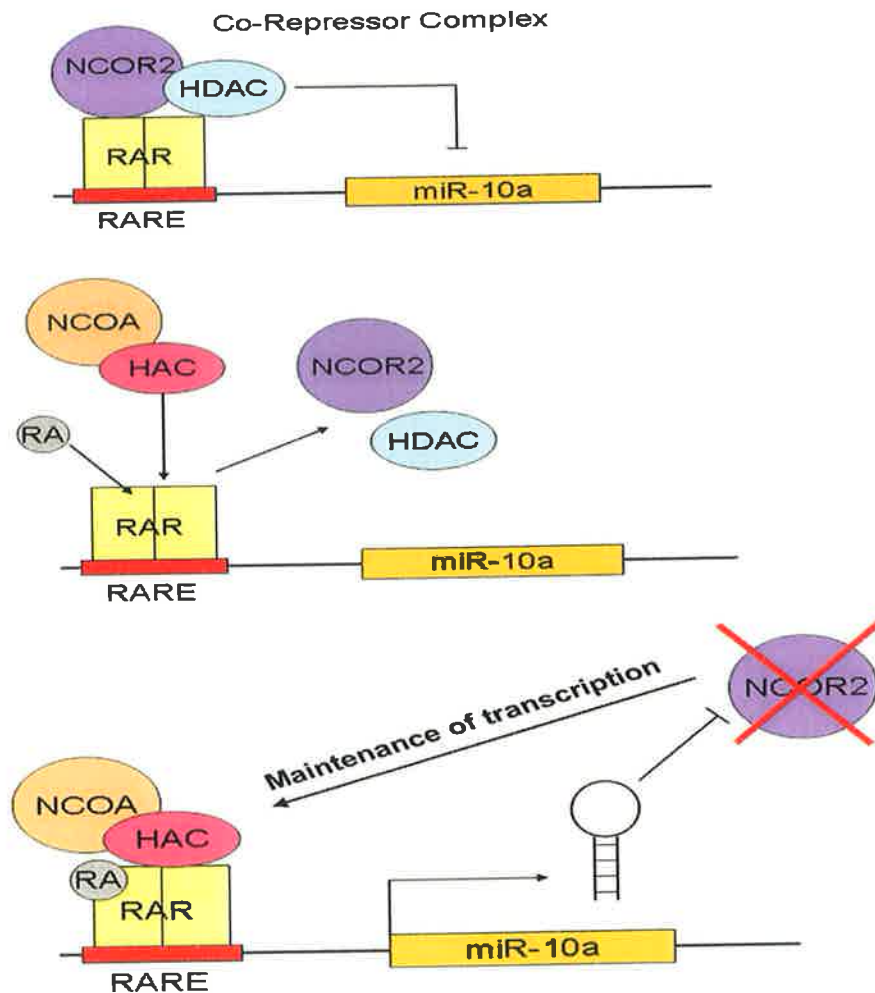 Co-Repressor Complex
NCOR2
HDAC
RAR
miR-10a
RARE
NCOA
HAC
NCOR2
RA
HDAC
RAR
miR-10a
RARE
NCOR2
Maintenance of transcription
NCOA
HAC
RA
RAR
miR-10a
RARE